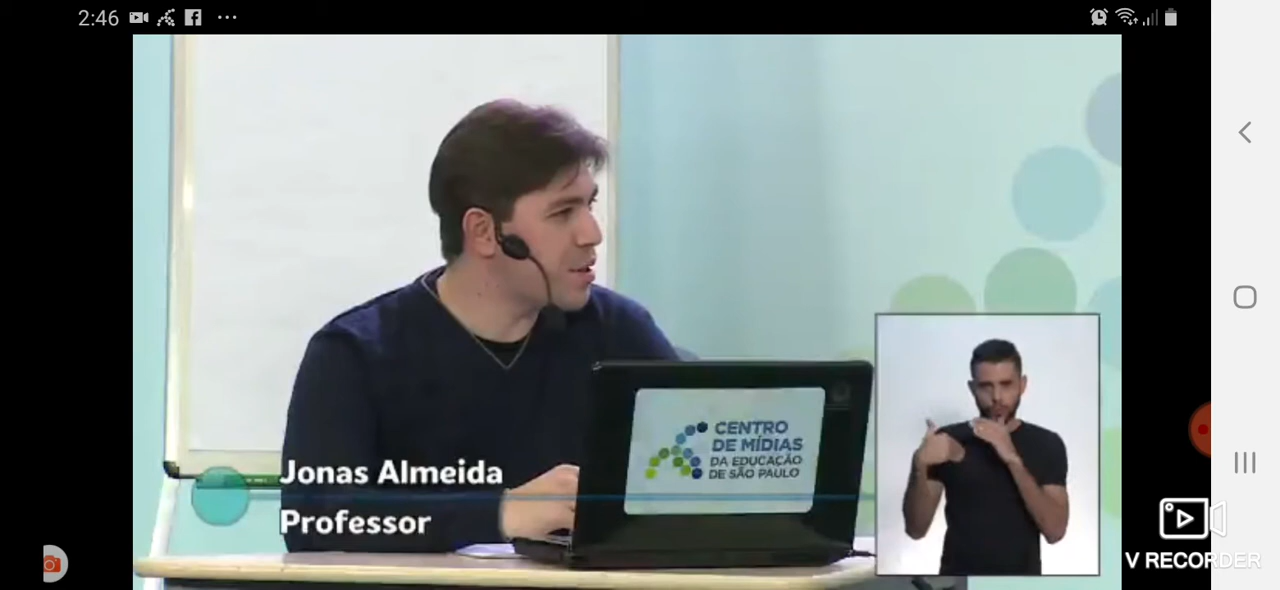 2:46
CENTRO
DE MÍDIAS
DA EDUCAÇÃO
DE SÃO PAULO
Jonas Almeida
Professor
V RECORDER